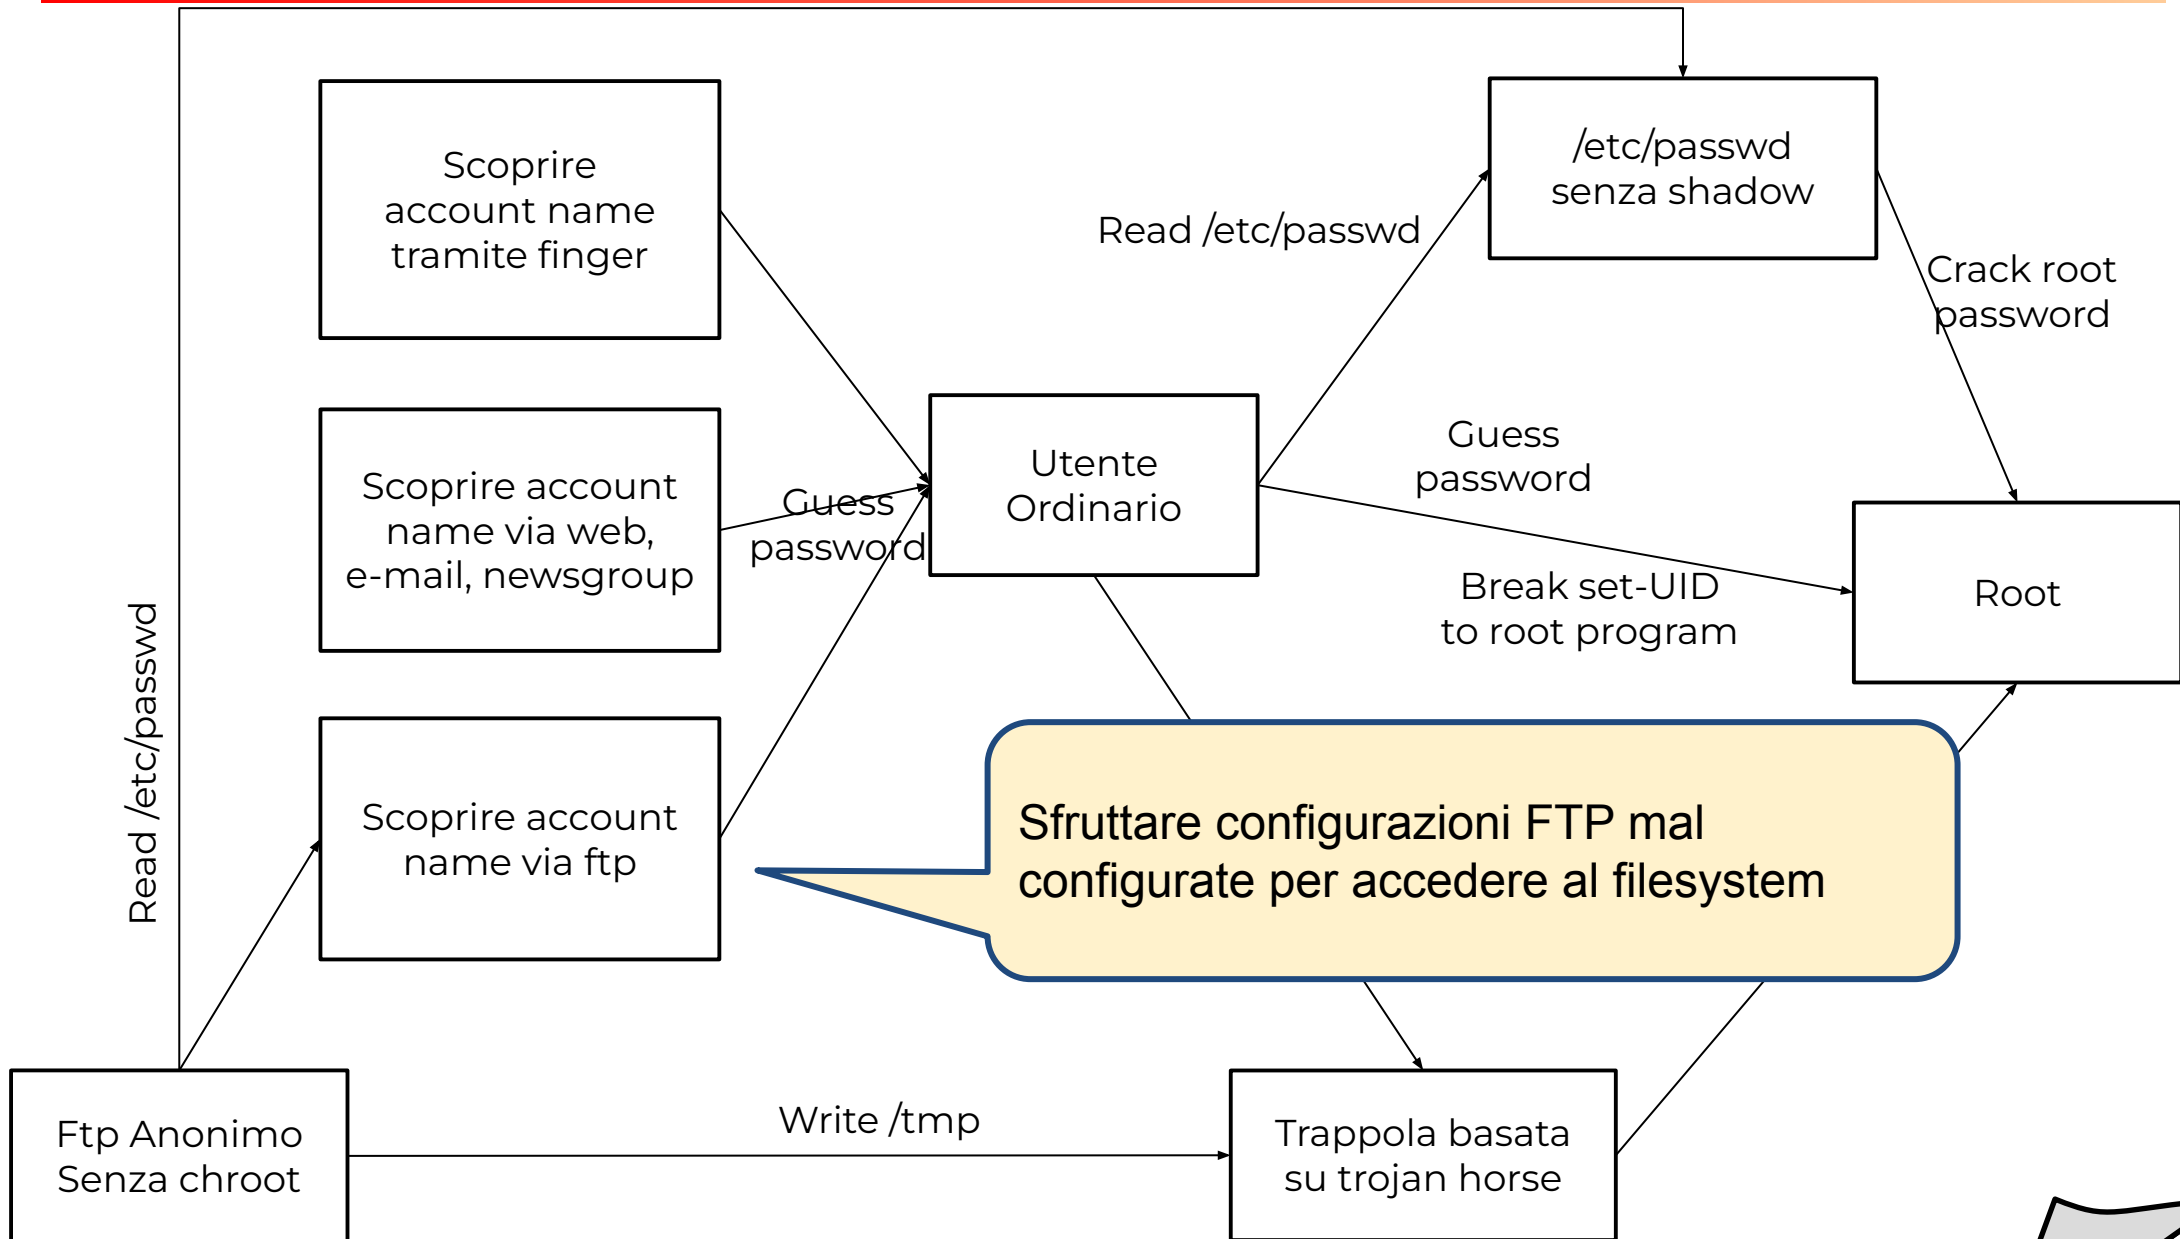 Scoprire
account name
tramite finger
/etc/passwd
senza shadow
Read /etc/passwd
Crack root
password
Scoprire account
name via web,
e-mail, newsgroup
Guess
password
Utente
Ordinario
Guess
password
Break set-UID
to root program
Root
Read /etc/passwd
Scoprire account
name via ftp
Sfruttare configurazioni FTP mal
configurate per accedere al filesystem
Ftp Anonimo
Senza chroot
Write /tmp
Trappola basata
su trojan horse